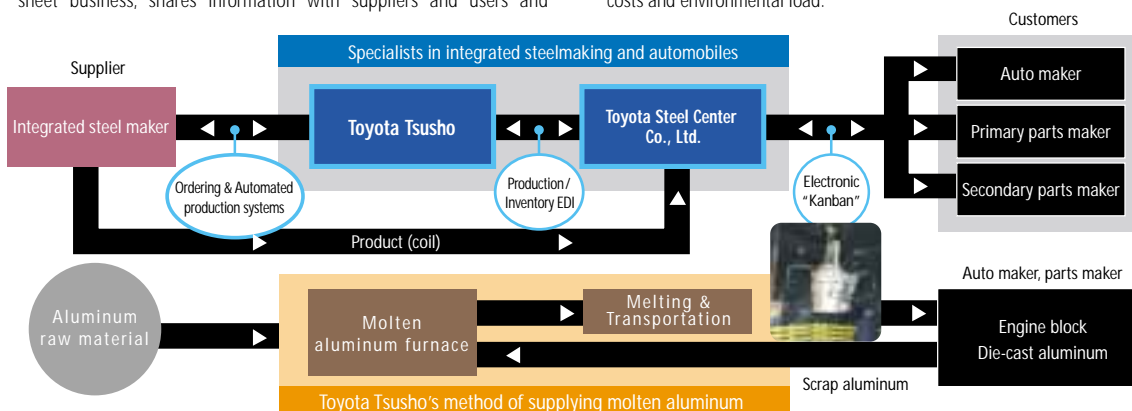 sheet business, shares information with suppliers and users and
costs and environmental load.
Customers
Specialists in integrated steelmaking and automobiles
Supplier
Integrated steel maker
Toyota Tsusho
Toyota Steel Center
Co., Ltd.
Auto maker
Primary parts maker
Secondary parts maker
Ordering & Automated
production systems
Production /
Inventory EDI
Electronic
“Kanban”
Product (coil)
Aluminum
raw material
Molten
aluminum furnace
Melting &
Transportation
Auto maker, parts maker
Engine block
Die-cast aluminum
Scrap aluminum
Toyota Tsusho’s method of supplying molten aluminum